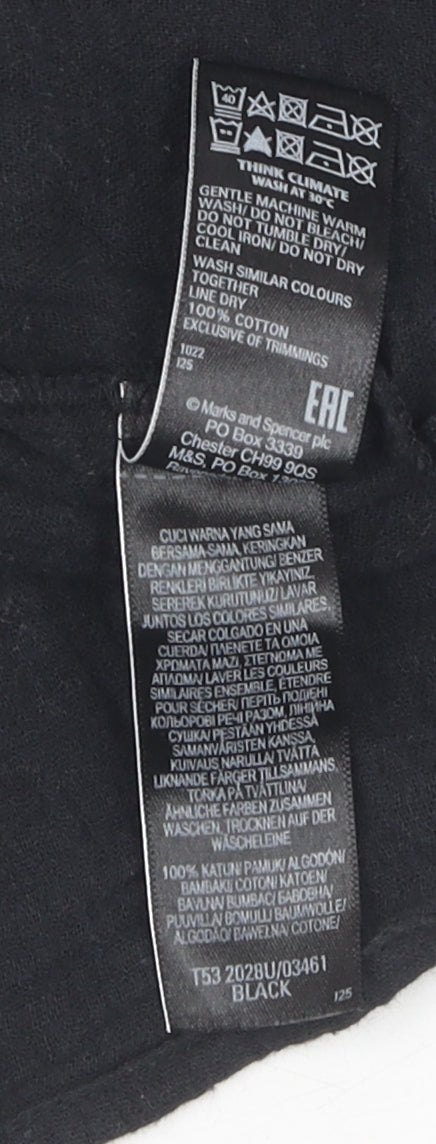 40
THINK CLIMATE
WASH AT 30°C
GENTLE MACHINE WARM
WASH/ DO NOT BLEACH/
DO NOT TUMBLE DRY/
COOL IRON/ DO NOT DRY
CLEAN
WASH SIMILAR COLOURS
TOGETHER
LINE DRY
100% COTTON
EXCLUSIVE OF TRIMMINGS
1022
125
EAC
© Marks and Spencer plc
PO Box 3339
Chester CH99 9QS
M&S, PO Box
CUCI WARNA YANG SAMA
BERSAMA-SAMA, KERINGKAN
DENGAN MENGGANTUNG/ BENZER
RENKLERİ BİRLİKTE YIKAYINIZ,
SEREREK KURUTUNUZ/ LAVAR
JUNTOS LOS COLORES SIMILARES,
SECAR COLGADO EN UNA
CUERDA/ ΠΛΕΝΕΤΕ ΤΑ ΟΜΟΙΑ
ΧΡΩΜΑΤΑ ΜΑΖΙ, ΣΤΕΓΝΩΜΑ ΜΕ
ΑΠΛΩΜΑ/ LAVER LES COULEURS
SIMILAIRES ENSEMBLE, ÉTENDRE
POUR SÉCHER/ ПЕРІТЬ ПОДІБНІ
КОЛЬОРОВІ РЕЧІ РАЗОМ, ЛІНІЙНА
СУШКА/ PESTÄÄN YHDESSÄ
SAMANVÄRISTEN KANSSA,
KUIVAUS NARULLA/ TVÄTTA
LIKNANDE FÄRGER TILLSAMMANS,
TORKA PÅ TVÄTTLINA/
ÄHNLICHE FARBEN ZUSAMMEN
WASCHEN, TROCKNEN AUF DER
WÄSCHELEINE
100% KATUN/ PAMUK/ ALGODÓN/
ΒΑΜΒΑΚΙ/ COTON/ KATOEN/
BAVLNA/ BUMBAC/ БАВОВНА/
PUUVILLA/ BOMULL/ BAUMWOLLE/
ALGODÃO/ BAWEŁNA/ COTONE/
T53 2028U/03461
BLACK
125